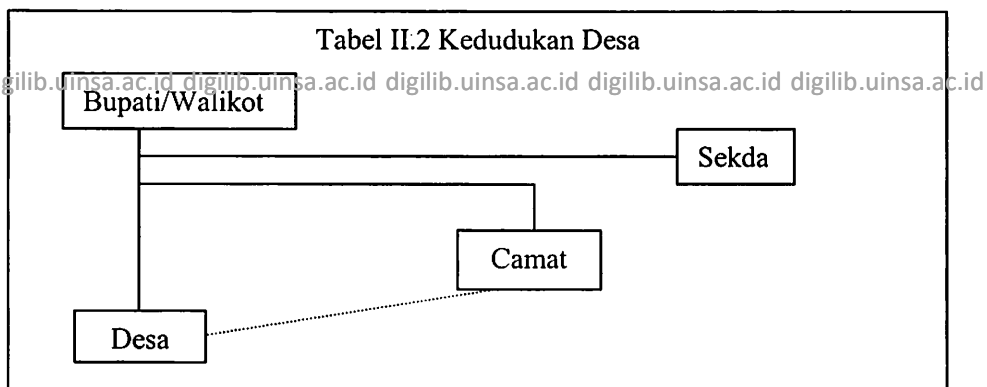 Tabel II.2 Kedudukan Desa
gilib.uinsa.ac.id digilib.uinsa.ac.id digilib.uinsa.ac.id digilib.uinsa.ac.id digilib.uinsa.ac.id
Bupati/Walikot
Sekda
Camat
Desa